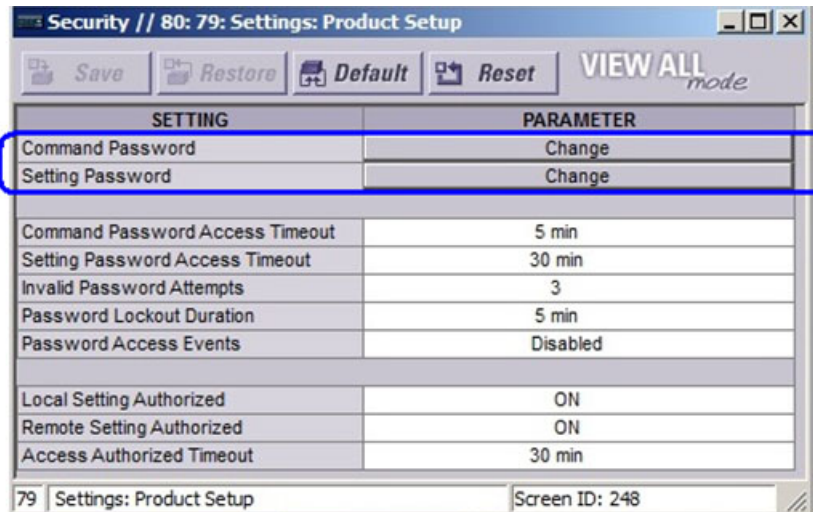 Security // 80: 79: Settings: Product Setup
Save Restore Default Reset VIEW ALL mode
SETTING PARAMETER
Command Password Change
Setting Password Change
Command Password Access Timeout 5 min
Setting Password Access Timeout 30 min
Invalid Password Attempts 3
Password Lockout Duration 5 min
Password Access Events Disabled
Local Setting Authorized ON
Remote Setting Authorized ON
Access Authorized Timeout 30 min
79 Settings: Product Setup Screen ID: 248